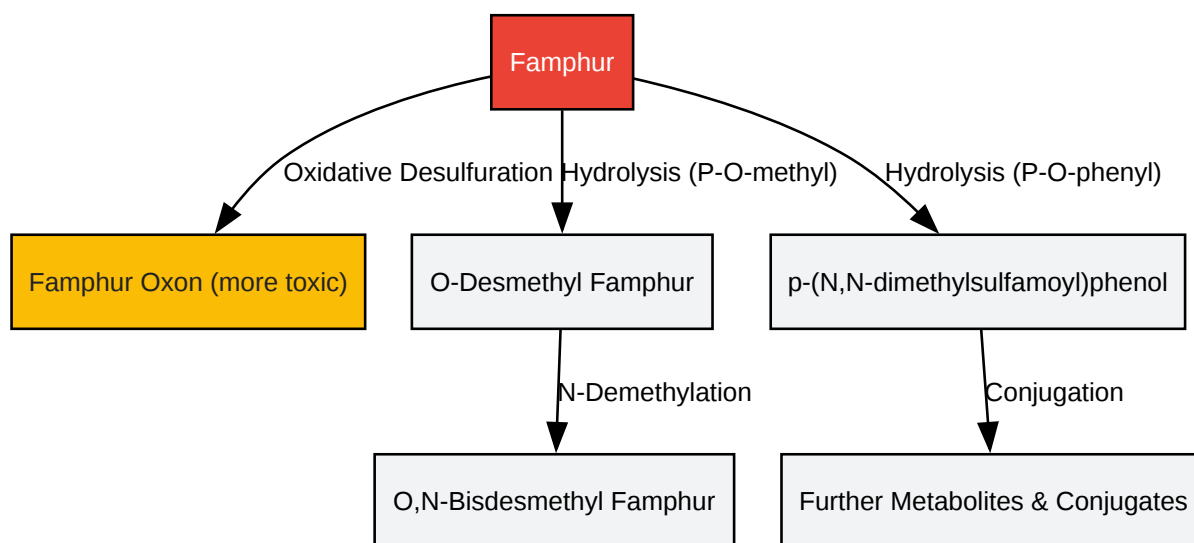 Famphur
Oxidative Desulfuration
Hydrolysis (P-O-methyl)
Hydrolysis (P-O-phenyl)
Famphur Oxon (more toxic)
O-Desmethyl Famphur
p-(N,N-dimethylsulfamoyl)phenol
N-Demethylation
Conjugation
O,N-Bisdesmethyl Famphur
Further Metabolites & Conjugates